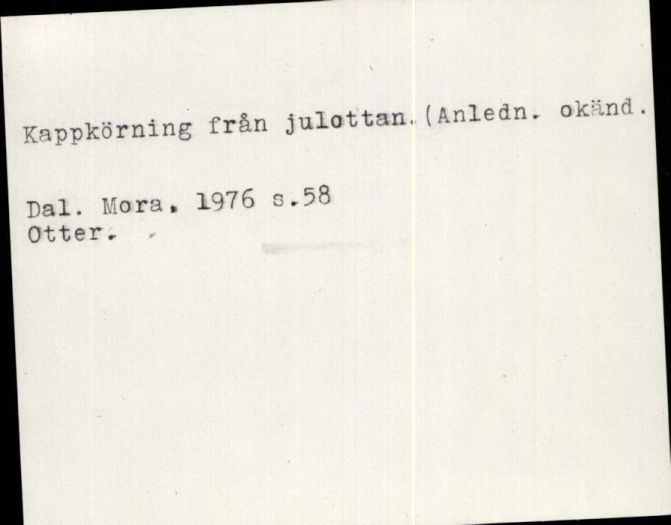 Kappkörning från julottan.(Anledn. okänd.
Dal. Mora. 1976 s.58
Otter.